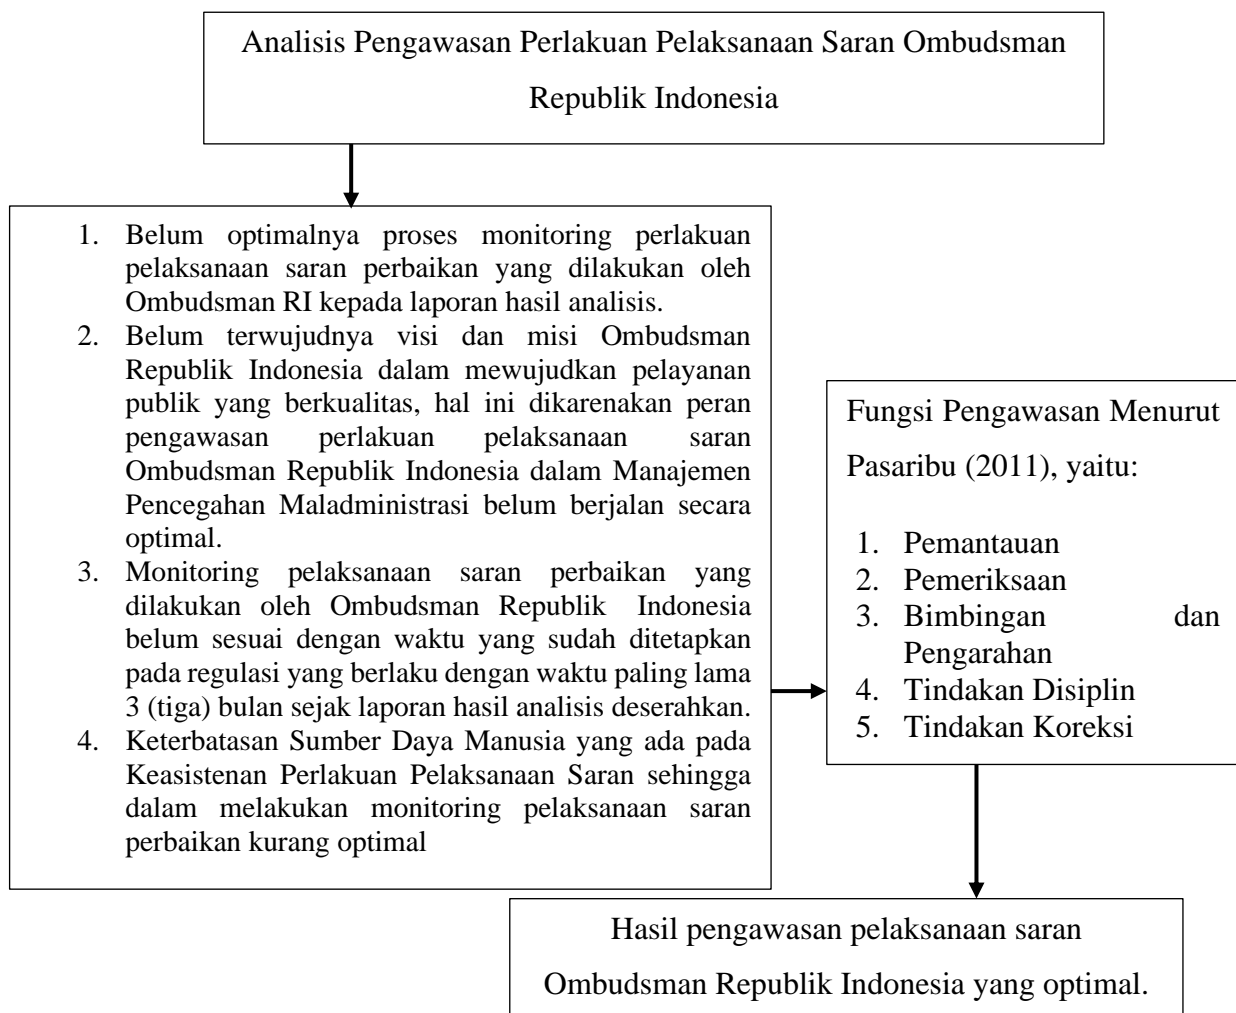 Analisis Pengawasan Perlakuan Pelaksanaan Saran Ombudsman
Republik Indonesia
1. Belum optimalnya proses monitoring perlakuan
pelaksanaan saran perbaikan yang dilakukan oleh
Ombudsman RI kepada laporan hasil analisis.
2. Belum terwujudnya visi dan misi Ombudsman
Republik Indonesia dalam mewujudkan pelayanan
publik yang berkualitas, hal ini dikarenakan peran
pengawasan perlakuan pelaksanaan saran
Ombudsman Republik Indonesia dalam Manajemen
Pencegahan Maladministrasi belum berjalan secara
optimal.
3. Monitoring pelaksanaan saran perbaikan yang
dilakukan oleh Ombudsman Republik Indonesia
belum sesuai dengan waktu yang sudah ditetapkan
pada regulasi yang berlaku dengan waktu paling lama
3 (tiga) bulan sejak laporan hasil analisis deserahkan.
4. Keterbatasan Sumber Daya Manusia yang ada pada
Keasistenan Perlakuan Pelaksanaan Saran sehingga
dalam melakukan monitoring pelaksanaan saran
perbaikan kurang optimal
Fungsi Pengawasan Menurut
Pasaribu (2011), yaitu:
1. Pemantauan
2. Pemeriksaan
3. Bimbingan dan
Pengarahan
4. Tindakan Disiplin
5. Tindakan Koreksi
Hasil pengawasan pelaksanaan saran
Ombudsman Republik Indonesia yang optimal.